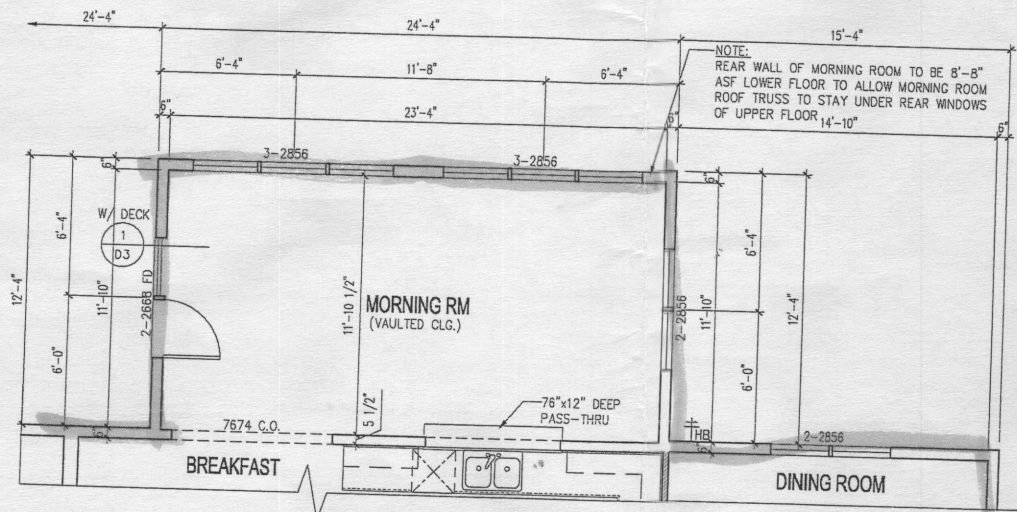 24'-4"
24'-4"
15'-4"
NOTE:
REAR WALL OF MORNING ROOM TO BE 8'-8"
ASF LOWER FLOOR TO ALLOW MORNING ROOM
ROOF TRUSS TO STAY UNDER REAR WINDOWS
OF UPPER FLOOR
6'-4"
11'-8"
6'-4"
6"
23'-4"
6"
14'-10"
6"
3-2856
3-2856
6"
6"
W/ DECK
1
D3
6'-4"
12'-4"
11'-10"
6'-0"
6"
2-2668 FD
MORNING RM
(VAULTED CLG.)
11'-10 1/2"
5 1/2"
2-2856
11'-10"
6'-4"
6'-0"
12'-4"
76"x12" DEEP
PASS-THRU
7674 C.O.
HB
6"
2-2856
BREAKFAST
DINING ROOM